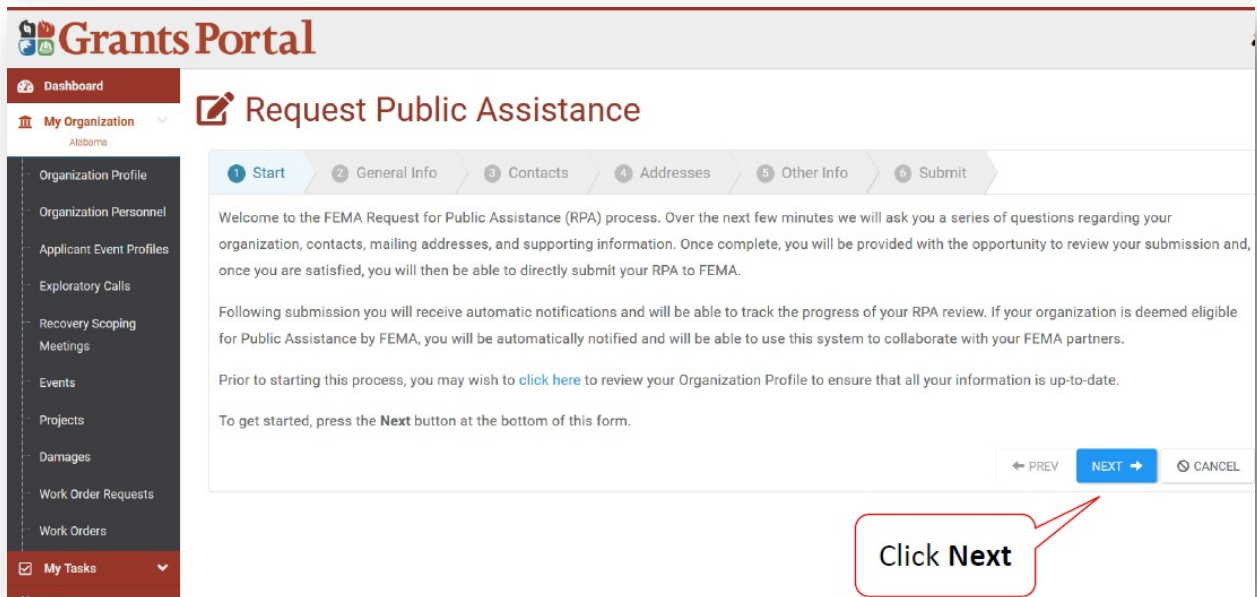 Grants Portal
Dashboard
My Organization
Alabama
Organization Profile
Organization Personnel
Applicant Event Profiles
Exploratory Calls
Recovery Scoping
Meetings
Events
Projects
Damages
Work Order Requests
Work Orders
My Tasks
Request Public Assistance
1 Start 2 General Info 3 Contacts 4 Addresses 5 Other Info 6 Submit
Welcome to the FEMA Request for Public Assistance (RPA) process. Over the next few minutes we will ask you a series of questions regarding your
organization, contacts, mailing addresses, and supporting information. Once complete, you will be provided with the opportunity to review your submission and,
once you are satisfied, you will then be able to directly submit your RPA to FEMA.
Following submission you will receive automatic notifications and will be able to track the progress of your RPA review. If your organization is deemed eligible
for Public Assistance by FEMA, you will be automatically notified and will be able to use this system to collaborate with your FEMA partners.
Prior to starting this process, you may wish to click here to review your Organization Profile to ensure that all your information is up-to-date.
To get started, press the Next button at the bottom of this form.
PREV NEXT CANCEL
Click Next